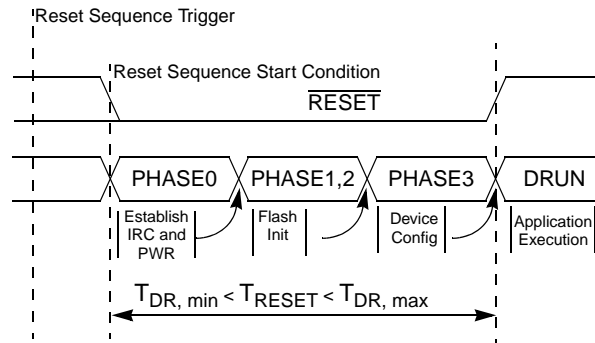 Reset Sequence Trigger
Reset Sequence Start Condition
RESET
PHASE0
PHASE1,2
PHASE3
DRUN
Establish
IRC and
PWR
Flash
Init
Device
Config
Application
Execution
TDR, min < TRESET < TDR, max